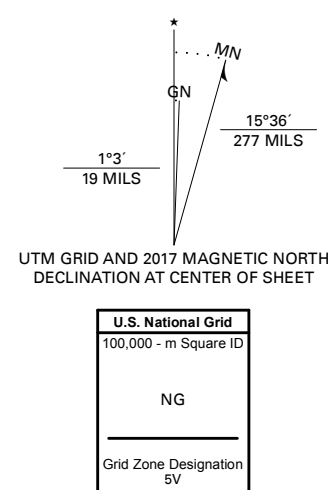 MN
GN
15°36´
277 MILS
1°3´
19 MILS
UTM GRID AND 2017 MAGNETIC NORTH
DECLINATION AT CENTER OF SHEET
U.S. National Grid
100,000 - m Square ID
NG
Grid Zone Designation
5V